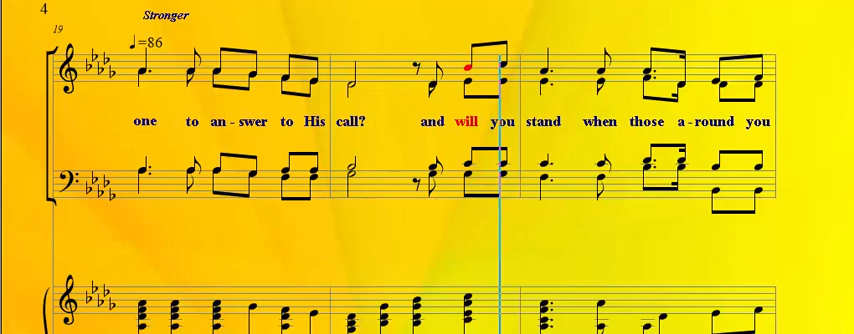 4
Stronger
19
♩=86
one to an - swer to His call? and will you stand when those a - round you